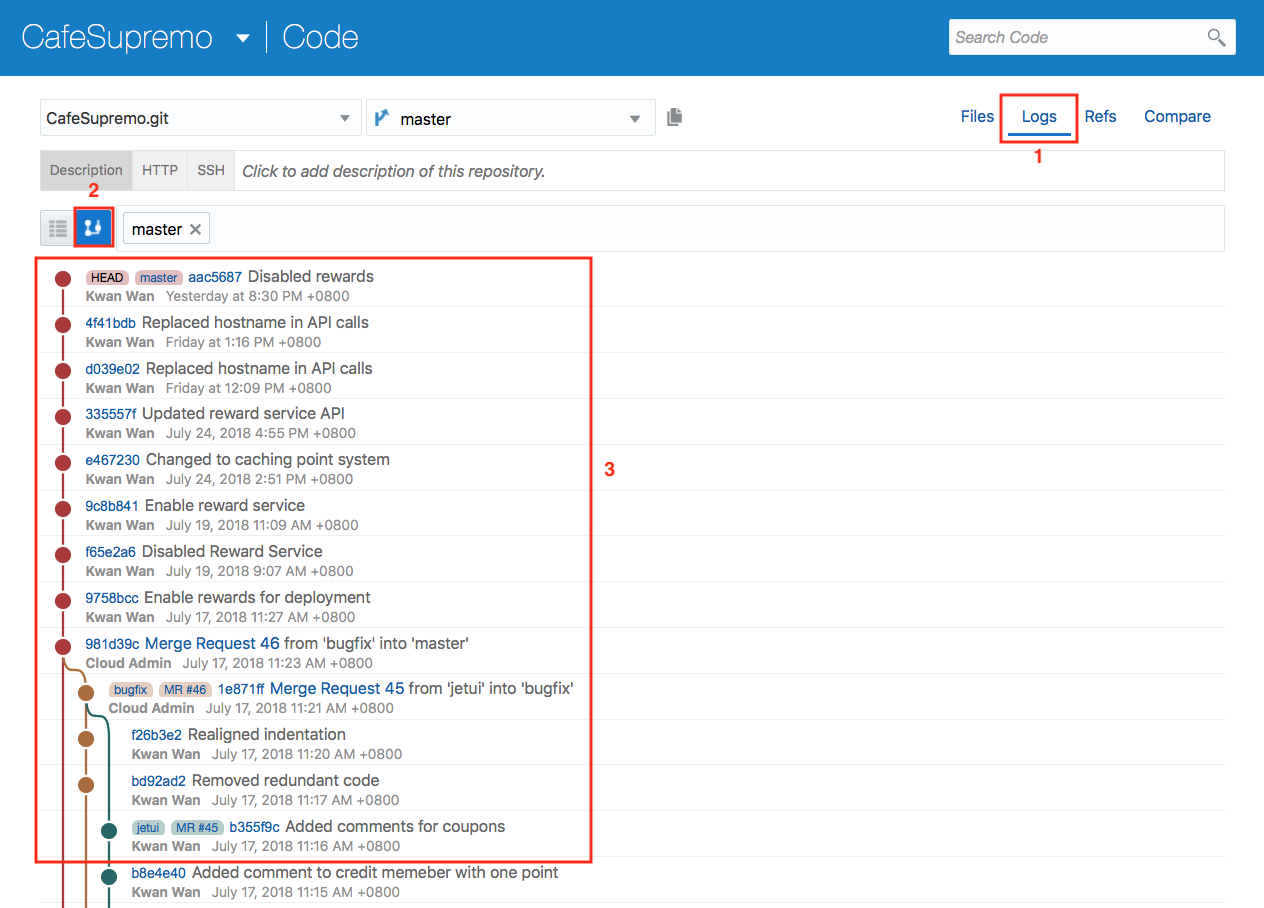 CafeSupremo Code Search Code
CafeSupremo.git master Files Logs Refs Compare
1
Description HTTP SSH Click to add description of this repository.
2
master
HEAD master aac5687 Disabled rewards
Kwan Wan Yesterday at 8:30 PM +0800
4f41bdb Replaced hostname in API calls
Kwan Wan Friday at 1:16 PM +0800
d039e02 Replaced hostname in API calls
Kwan Wan Friday at 12:09 PM +0800
335557f Updated reward service API
Kwan Wan July 24, 2018 4:55 PM +0800
e467230 Changed to caching point system
3
Kwan Wan July 24, 2018 2:51 PM +0800
9c8b841 Enable reward service
Kwan Wan July 19, 2018 11:09 AM +0800
f65e2a6 Disabled Reward Service
Kwan Wan July 19, 2018 9:07 AM +0800
9758bcc Enable rewards for deployment
Kwan Wan July 17, 2018 11:27 AM +0800
981d39c Merge Request 46 from 'bugfix' into 'master'
Cloud Admin July 17, 2018 11:23 AM +0800
bugfix MR #46 1e871ff Merge Request 45 from 'jetui' into 'bugfix'
Cloud Admin July 17, 2018 11:21 AM +0800
f26b3e2 Realigned indentation
Kwan Wan July 17, 2018 11:20 AM +0800
bd92ad2 Removed redundant code
Kwan Wan July 17, 2018 11:17 AM +0800
jetui MR #45 b355f9c Added comments for coupons
Kwan Wan July 17, 2018 11:16 AM +0800
b8e4e40 Added comment to credit memeber with one point
Kwan Wan July 17, 2018 11:15 AM +0800